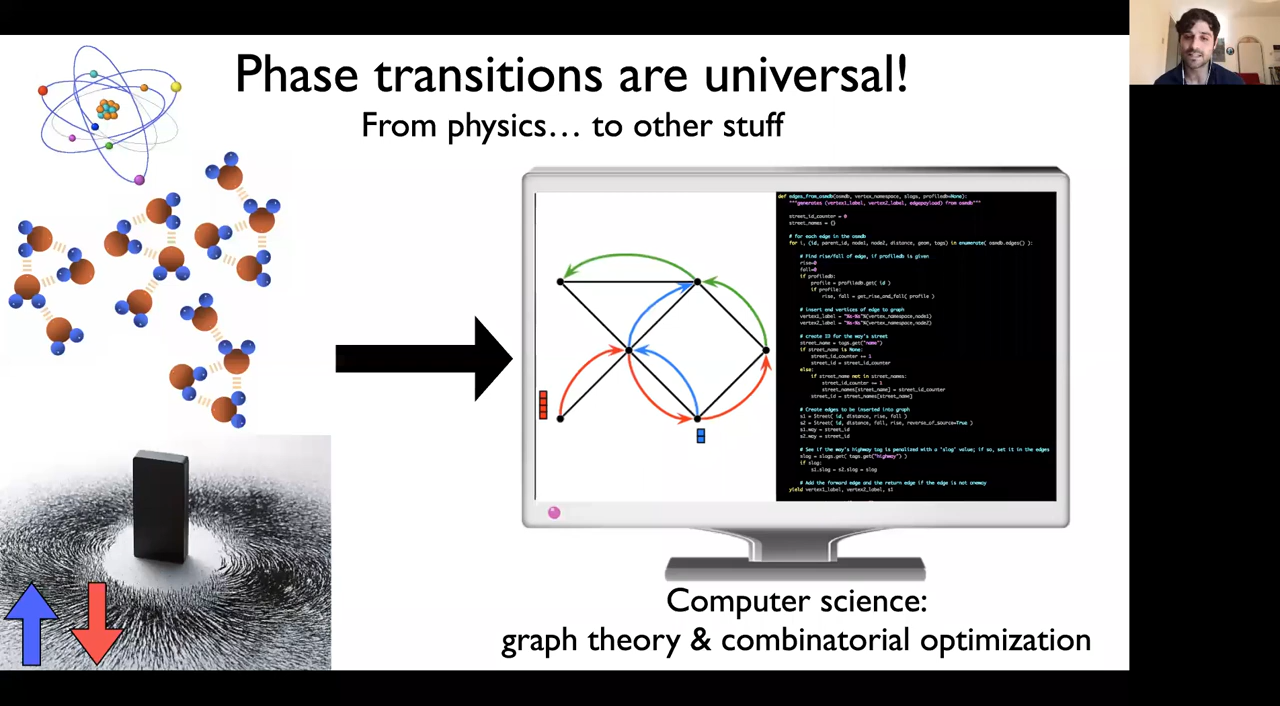 Phase transitions are universal!
From physics... to other stuff
def edges_from_osmdb(osmdb, vertex_namespace, slogs, profiledb=None):
"""generates (vertex1_label, vertex2_label, edgepayload) from osmdb"""
street_id_counter = 0
street_names = {}
# for each edge in the osmdb
for i, (id, parent_id, node1, node2, distance, geom, tags) in enumerate( osmdb.edges() ):
# Find rise/fall of edge, if profiledb is given
rise=0
fall=0
if profiledb:
profile = profiledb.get( id )
if profile:
rise, fall = get_rise_and_fall( profile )
# insert end vertices of edge to graph
vertex1_label = "%s-%s"%(vertex_namespace,node1)
vertex2_label = "%s-%s"%(vertex_namespace,node2)
# create ID for the way's street
street_name = tags.get("name")
if street_name is None:
street_id_counter += 1
street_id = street_id_counter
else:
if street_name not in street_names:
street_id_counter += 1
street_names[street_name] = street_id_counter
street_id = street_names[street_name]
# Create edges to be inserted into graph
s1 = Street( id, distance, rise, fall )
s2 = Street( id, distance, fall, rise, reverse_of_source=True )
s1.way = street_id
s2.way = street_id
# See if the way's highway tag is penalized with a 'slog' value; if so, set it in the edges
slog = slogs.get( tags.get("highway") )
if slog:
s1.slog = s2.slog = slog
# Add the forward edge and the return edge if the edge is not oneway
yield vertex1_label, vertex2_label, s1
Computer science:
graph theory & combinatorial optimization